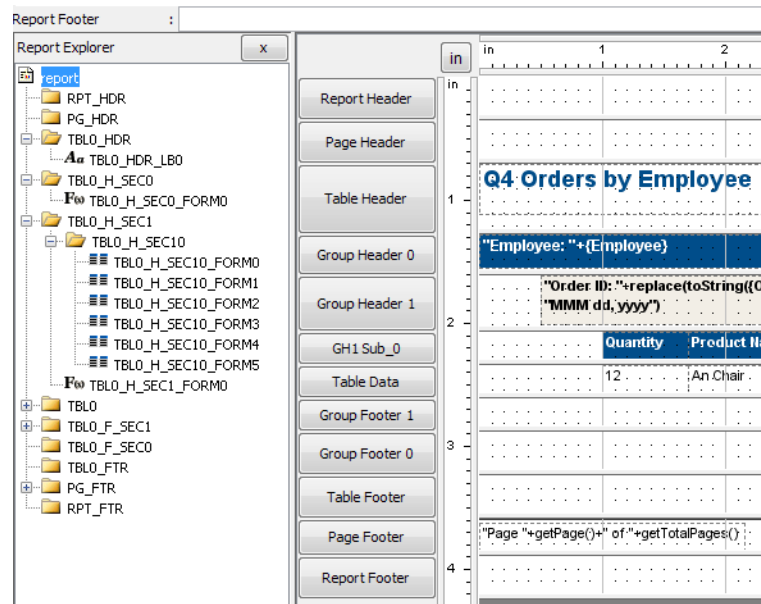 Report Footer :
Report Explorer x
report
RPT_HDR
PG_HDR
TBL0_HDR
Aa TBL0_HDR_LB0
TBL0_H_SEC0
Fω TBL0_H_SEC0_FORM0
TBL0_H_SEC1
TBL0_H_SEC10
TBL0_H_SEC10_FORM0
TBL0_H_SEC10_FORM1
TBL0_H_SEC10_FORM2
TBL0_H_SEC10_FORM3
TBL0_H_SEC10_FORM4
TBL0_H_SEC10_FORM5
Fω TBL0_H_SEC1_FORM0
TBL0
TBL0_F_SEC1
TBL0_F_SEC0
TBL0_FTR
PG_FTR
RPT_FTR
in
in 1 2
in
1
2
3
4
Report Header
Page Header
Table Header
Group Header 0
Group Header 1
GH1 Sub_0
Table Data
Group Footer 1
Group Footer 0
Table Footer
Page Footer
Report Footer
Q4 Orders by Employee
"Employee: "+{Employee}
"Order ID: "+replace(toString({O
"MMM dd, yyyy")
Quantity Product Na
12 An Chair
"Page "+getPage()+" of "+getTotalPages()